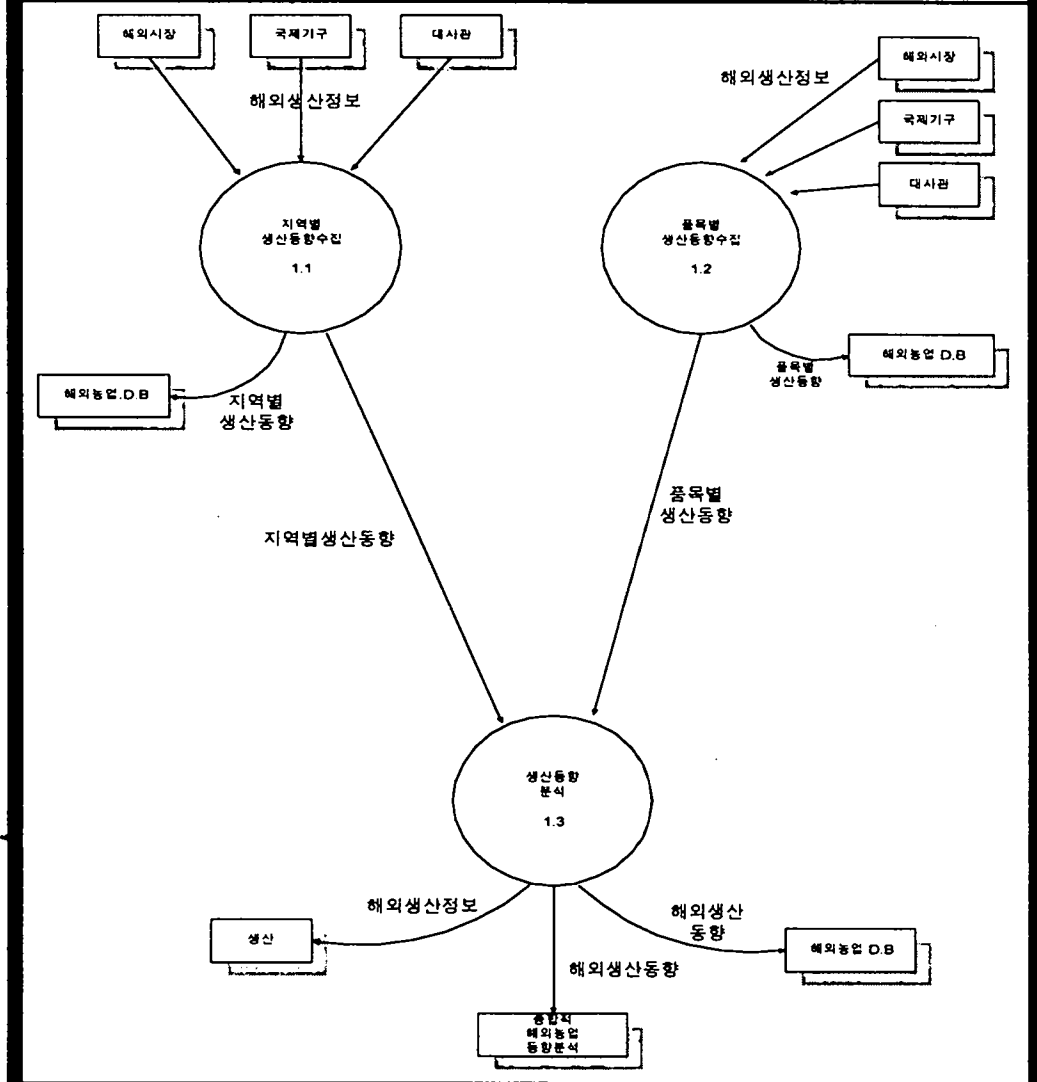 해외시장
국제기구
대사관
해외생산정보
해외시장
해외생산정보
국제기구
대사관
지역별
생산동향수집
1.1
품목별
생산동향수집
1.2
해외농업.D.B
지역별
생산동향
품목별
생산동향
해외농업 D.B
지역별생산동향
품목별
생산동향
생산동향
분석
1.3
해외생산정보
생산
해외생산
동향
해외농업 D.B
해외생산동향
종합적
해외농업
동향분석